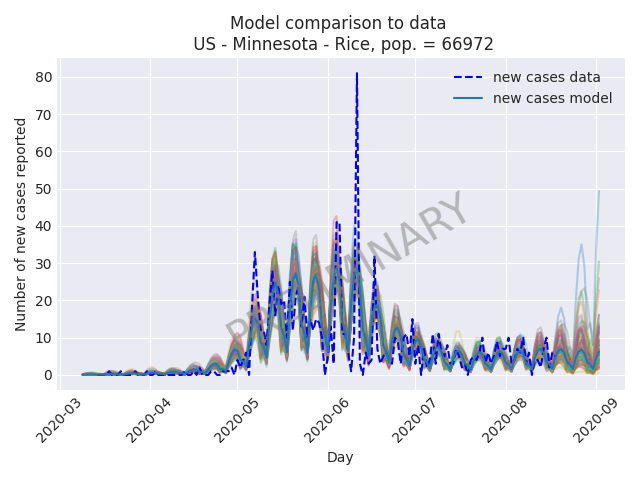 Model comparison to data
US - Minnesota - Rice, pop. = 66972
Number of new cases reported
80
70
60
50
40
30
20
10
0
new cases data
new cases model
PRELIMINARY
2020-03
2020-04
2020-05
2020-06
2020-07
2020-08
2020-09
Day